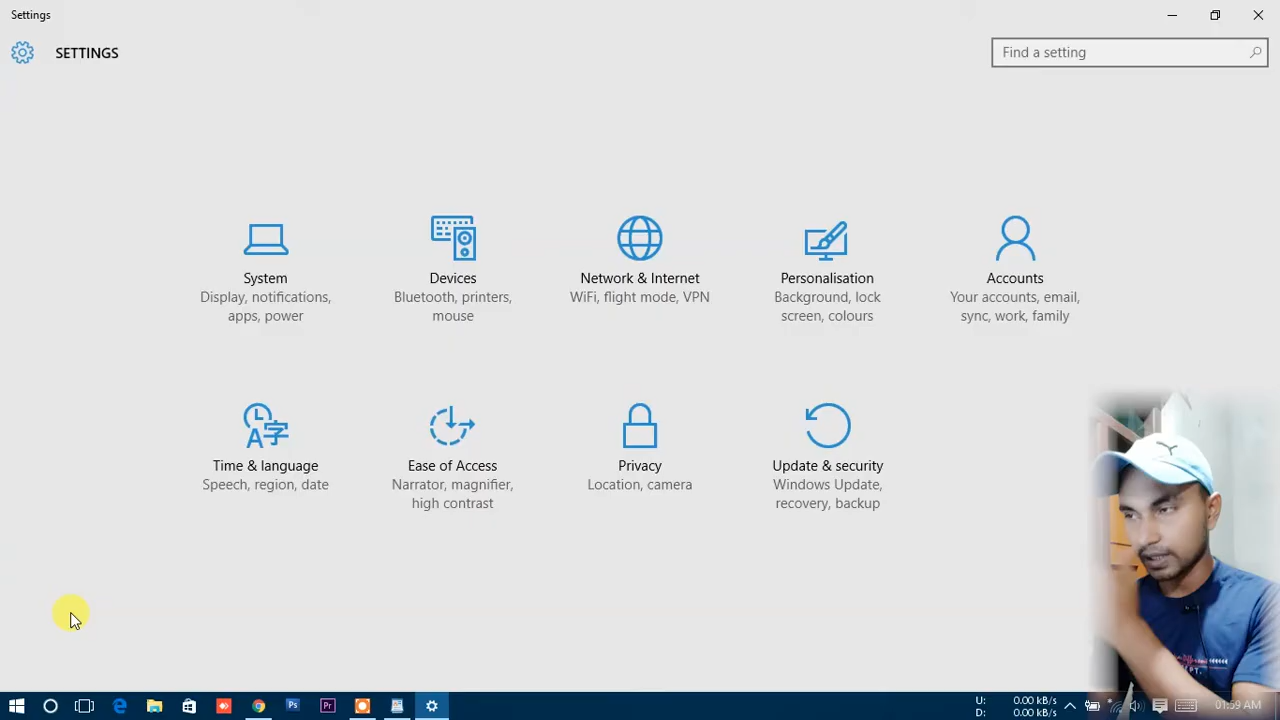 Settings
SETTINGS
Find a setting
System
Display, notifications,
apps, power
Devices
Bluetooth, printers,
mouse
Network & Internet
WiFi, flight mode, VPN
Personalisation
Background, lock
screen, colours
Accounts
Your accounts, email,
sync, work, family
Time & language
Speech, region, date
Ease of Access
Narrator, magnifier,
high contrast
Privacy
Location, camera
Update & security
Windows Update,
recovery, backup
U: 0.00 kB/s
D: 0.00 kB/s
01:59 AM